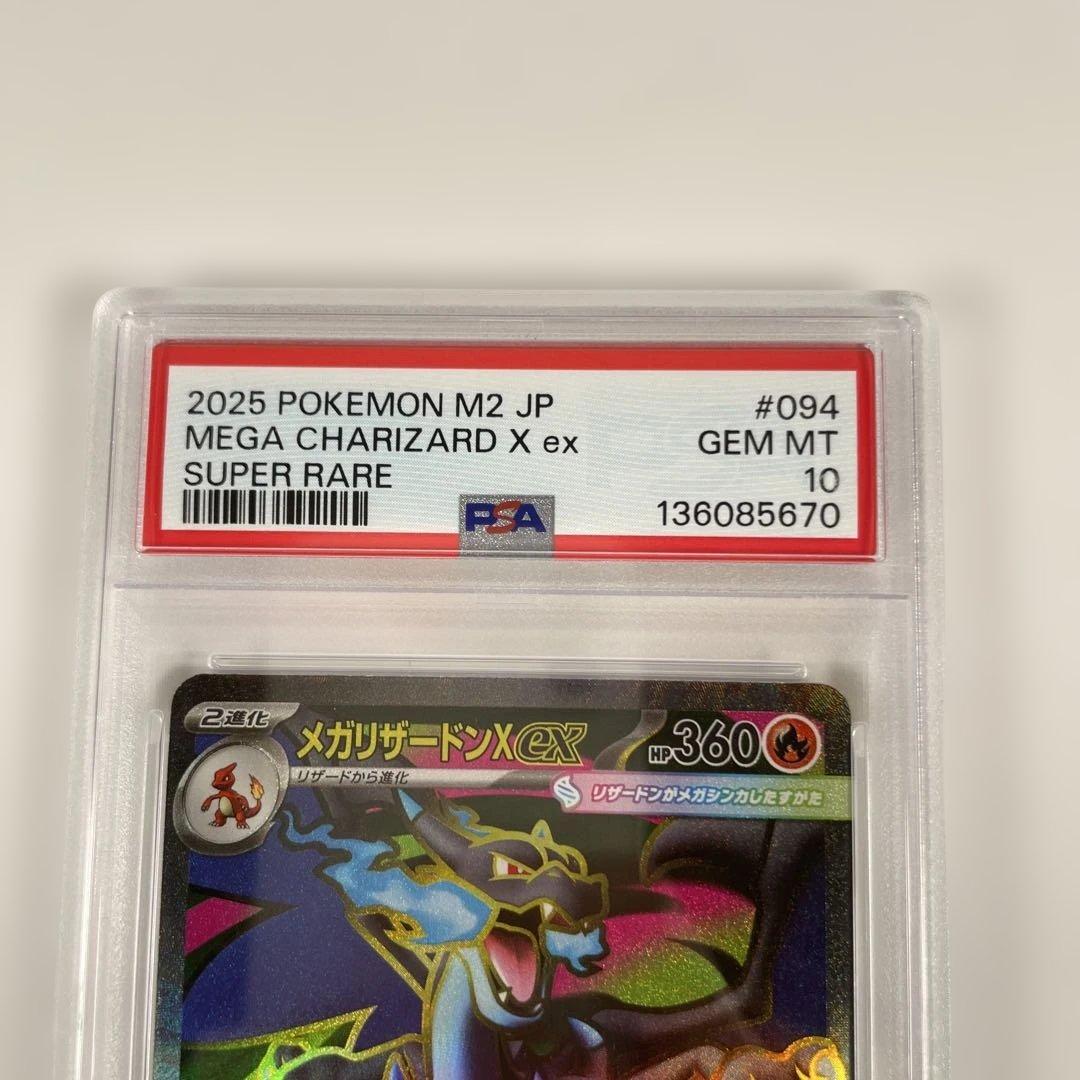 2025 POKEMON M2 JP #094
MEGA CHARIZARD X ex GEM MT
SUPER RARE 10
PSA 136085670
2進化 メガリザードンXex HP360
リザードから進化
リザードンがメガシンカしたすがた